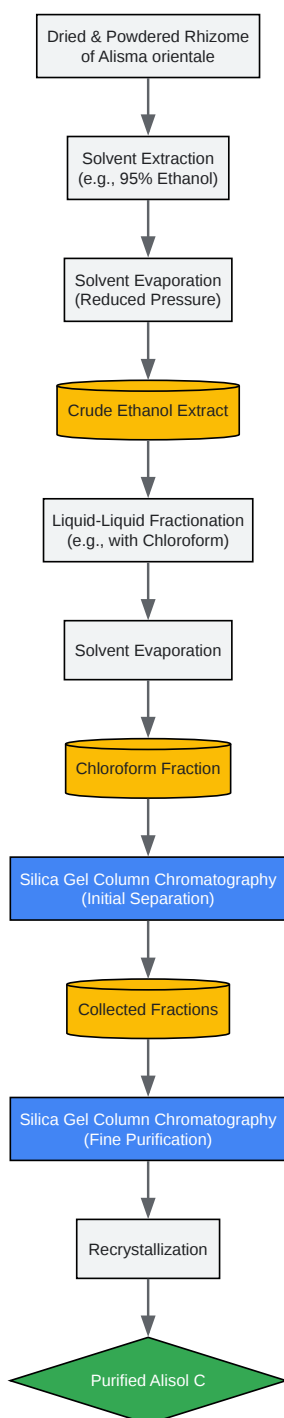 Dried & Powdered Rhizome
of Alisma orientale
Solvent Extraction
(e.g., 95% Ethanol)
Solvent Evaporation
(Reduced Pressure)
Crude Ethanol Extract
Liquid-Liquid Fractionation
(e.g., with Chloroform)
Solvent Evaporation
Chloroform Fraction
Silica Gel Column Chromatography
(Initial Separation)
Collected Fractions
Silica Gel Column Chromatography
(Fine Purification)
Recrystallization
Purified Alisol C